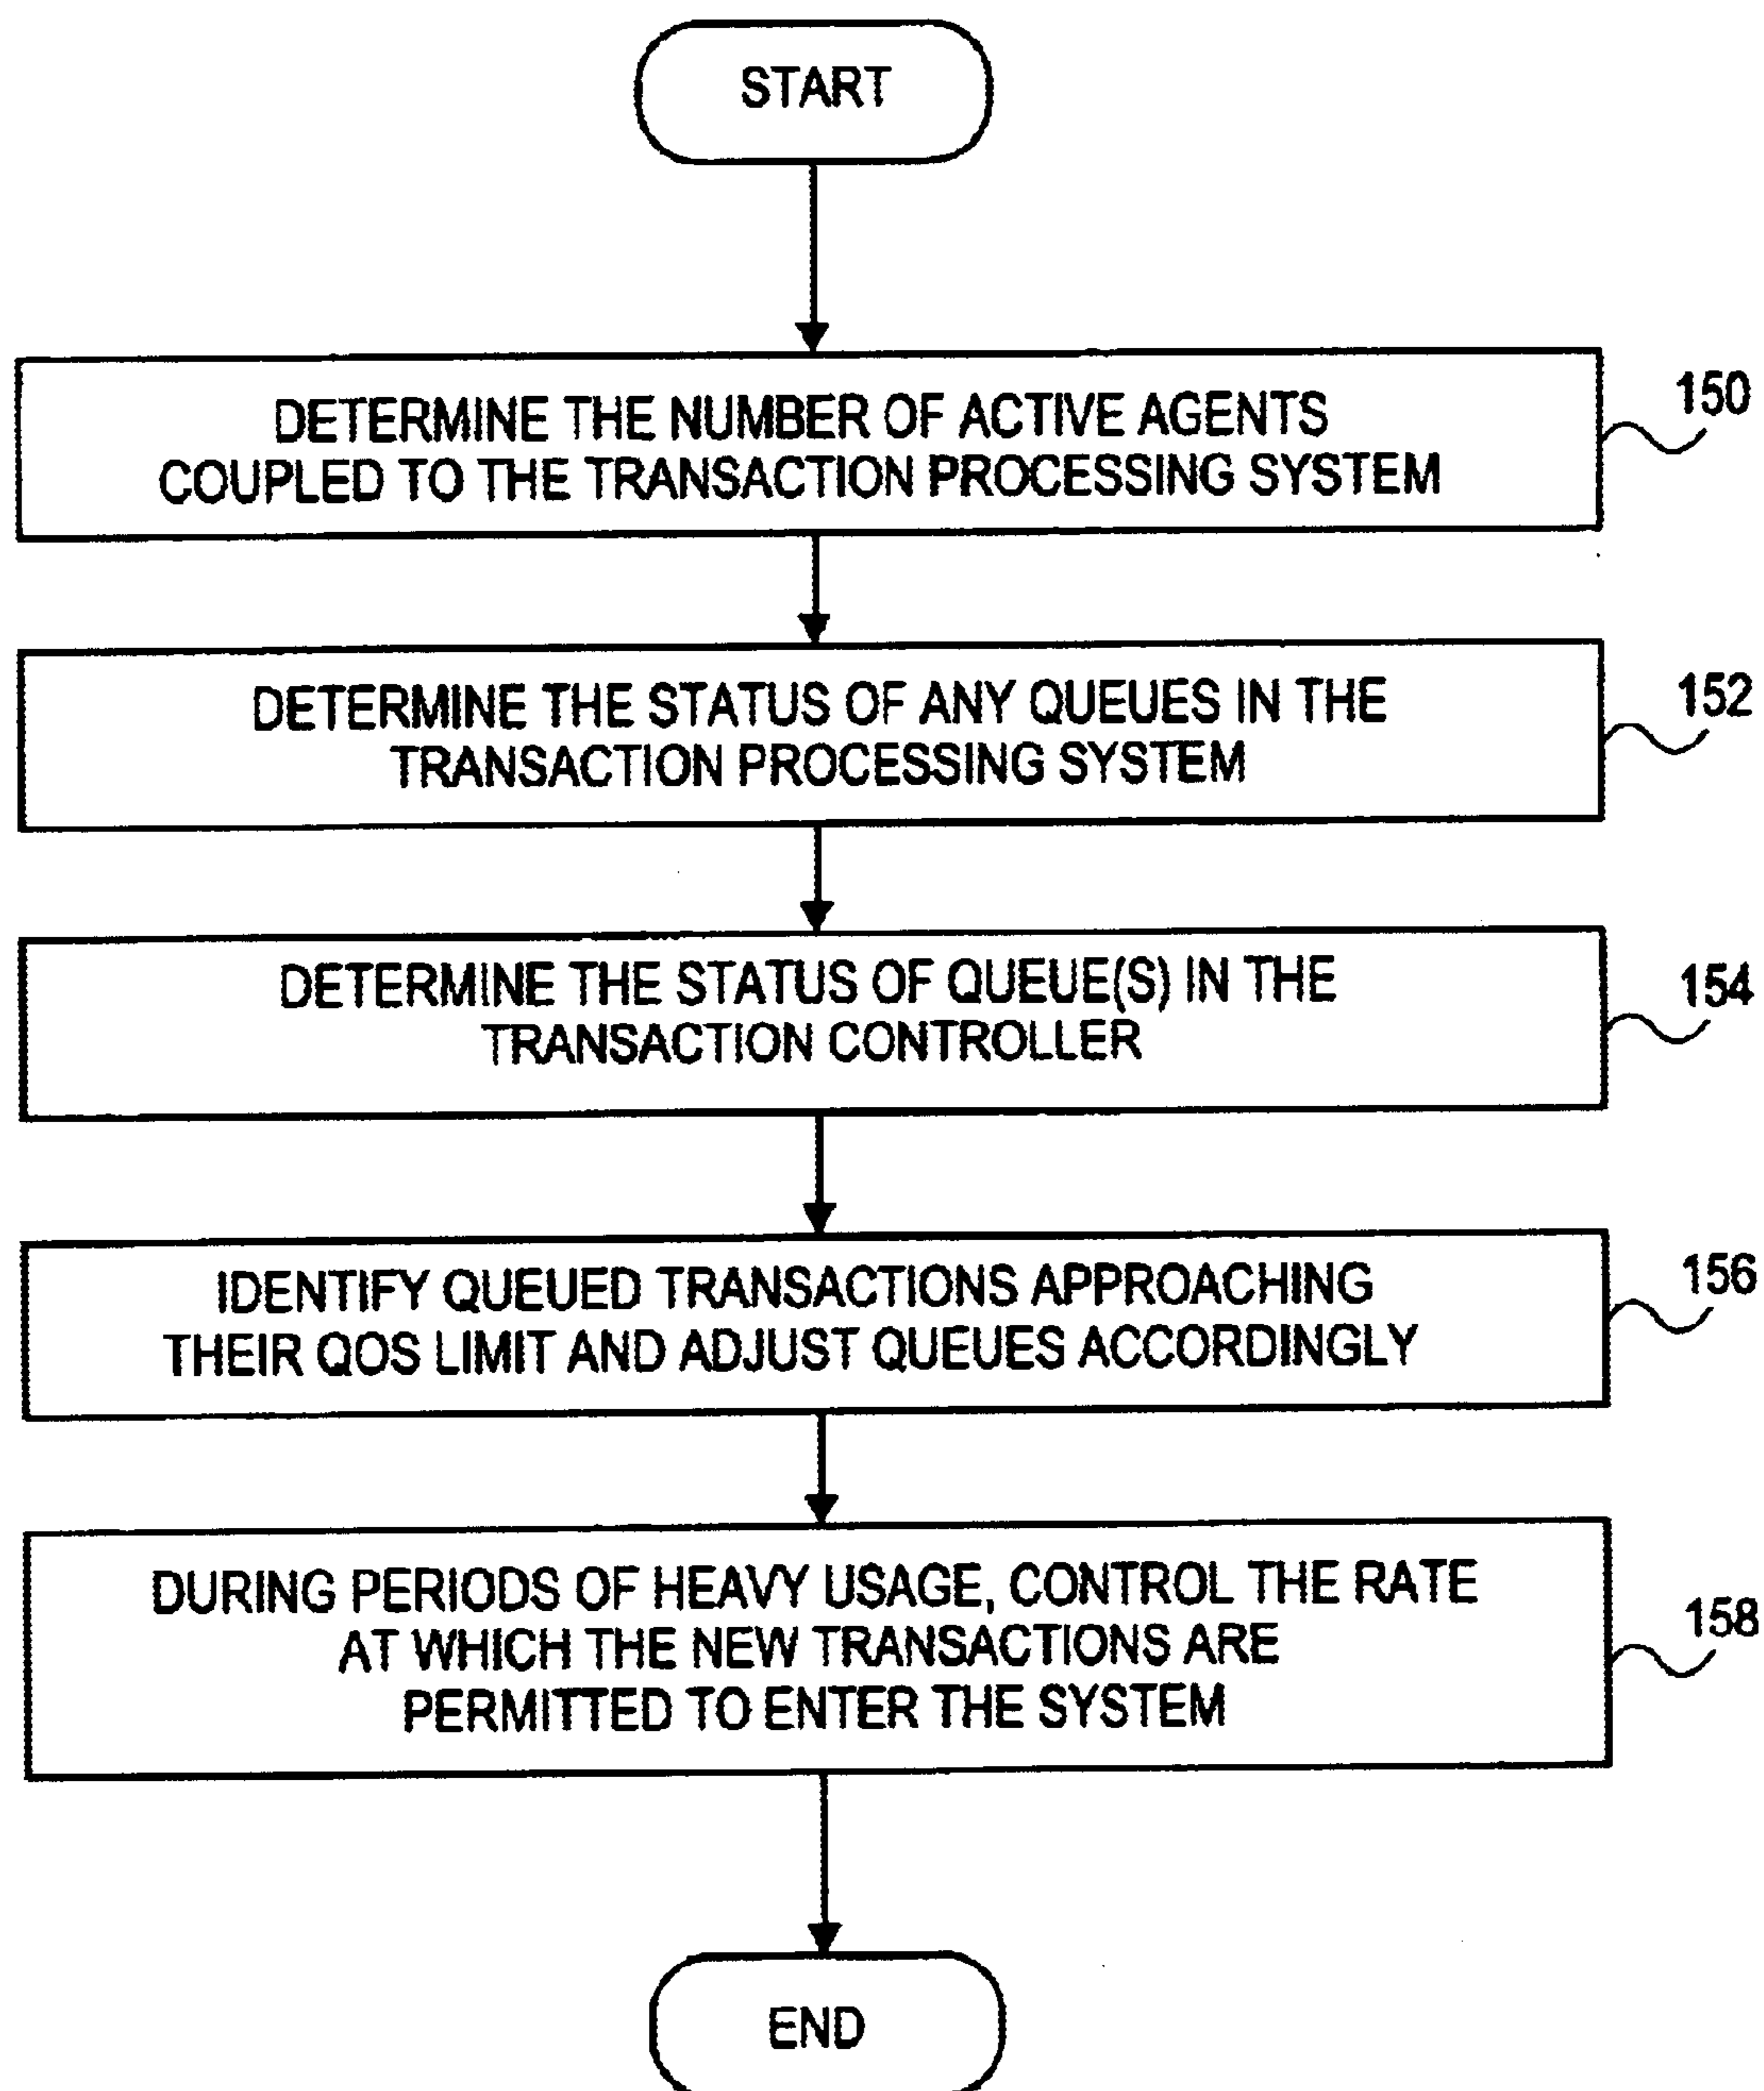 START
DETERMINE THE NUMBER OF ACTIVE AGENTS
COUPLED TO THE TRANSACTION PROCESSING SYSTEM
150
DETERMINE THE STATUS OF ANY QUEUES IN THE
TRANSACTION PROCESSING SYSTEM
152
DETERMINE THE STATUS OF QUEUE(S) IN THE
TRANSACTION CONTROLLER
154
IDENTIFY QUEUED TRANSACTIONS APPROACHING
THEIR QOS LIMIT AND ADJUST QUEUES ACCORDINGLY
156
DURING PERIODS OF HEAVY USAGE, CONTROL THE RATE
AT WHICH THE NEW TRANSACTIONS ARE
PERMITTED TO ENTER THE SYSTEM
158
END